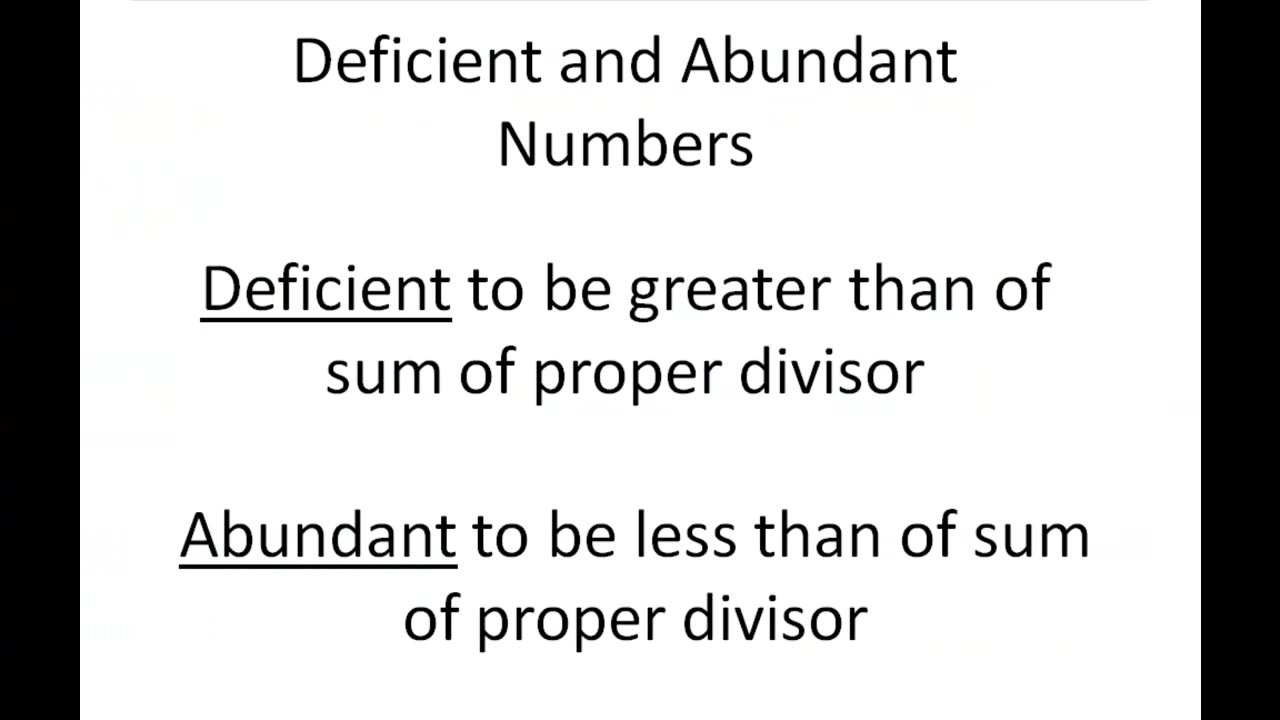 Deficient and Abundant
Numbers
Deficient to be greater than of
sum of proper divisor
Abundant to be less than of sum
of proper divisor